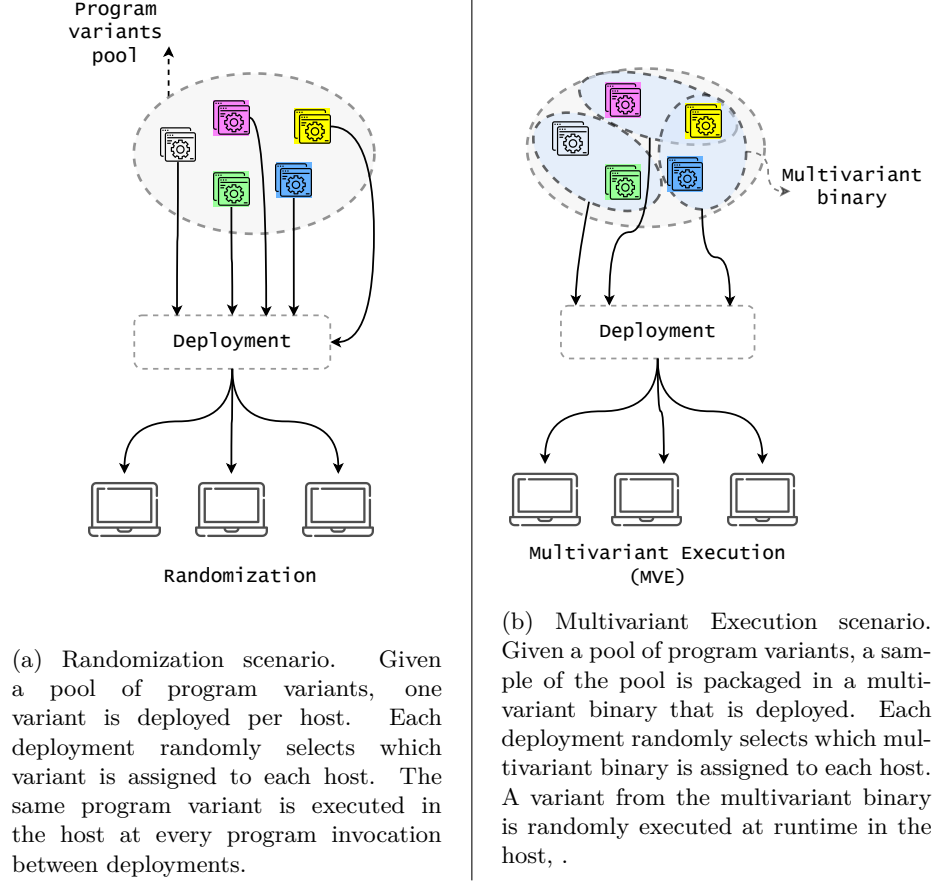 Program
variants
pool
Deployment
Randomization
(a) Randomization scenario. Given
a pool of program variants, one
variant is deployed per host. Each
deployment randomly selects which
variant is assigned to each host. The
same program variant is executed in
the host at every program invocation
between deployments.
Multivariant
binary
Deployment
Multivariant Execution
(MVE)
(b) Multivariant Execution scenario.
Given a pool of program variants, a sam-
ple of the pool is packaged in a multi-
variant binary that is deployed. Each
deployment randomly selects which mul-
tivariant binary is assigned to each host.
A variant from the multivariant binary
is randomly executed at runtime in the
host, .